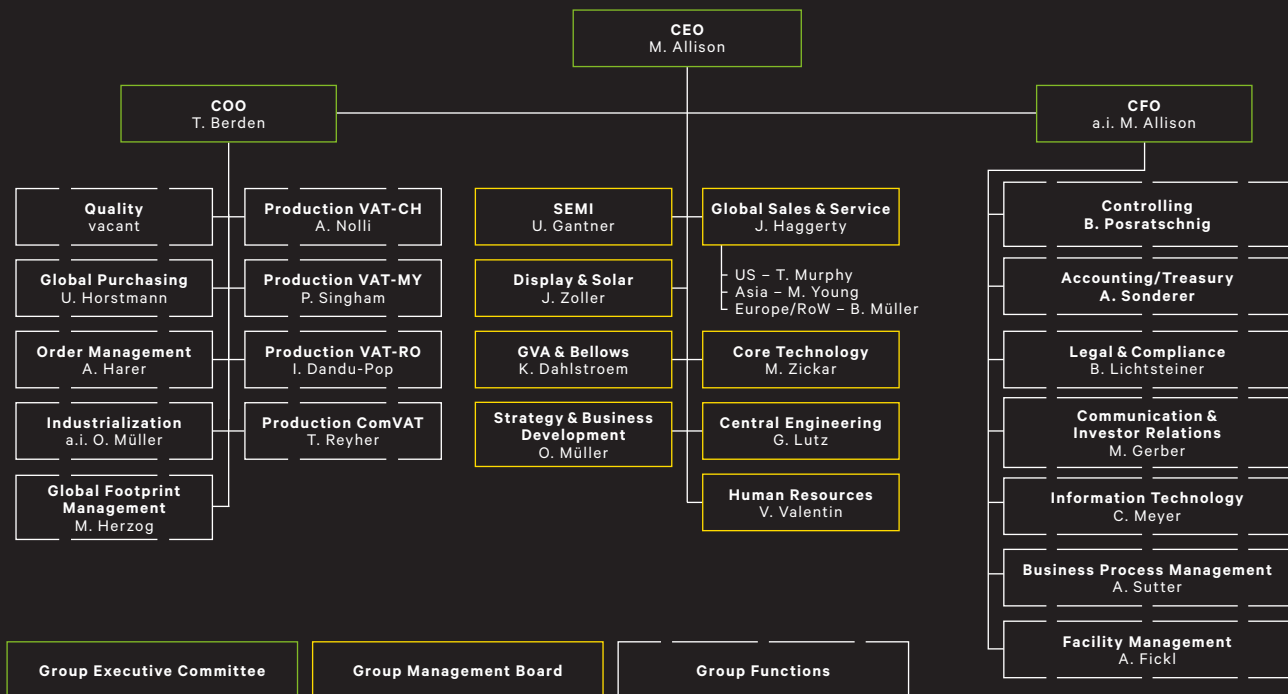 CEO
M. Allison
COO
T. Berden
CFO
a.i. M. Allison
Quality
vacant
Production VAT-CH
A. Nolli
Global Purchasing
U. Horstmann
Production VAT-MY
P. Singham
Order Management
A. Harer
Production VAT-RO
I. Dandu-Pop
Industrialization
a.i. O. Müller
Production ComVAT
T. Reyher
Global Footprint
Management
M. Herzog
SEMI
U. Gantner
Global Sales & Service
J. Haggerty
US – T. Murphy
Asia – M. Young
Europe/RoW – B. Müller
Display & Solar
J. Zoller
GVA & Bellows
K. Dahlstroem
Core Technology
M. Zickar
Strategy & Business
Development
O. Müller
Central Engineering
G. Lutz
Human Resources
V. Valentin
Controlling
B. Posratschnig
Accounting/Treasury
A. Sonderer
Legal & Compliance
B. Lichtsteiner
Communication &
Investor Relations
M. Gerber
Information Technology
C. Meyer
Business Process Management
A. Sutter
Facility Management
A. Fickl
Group Executive Committee
Group Management Board
Group Functions